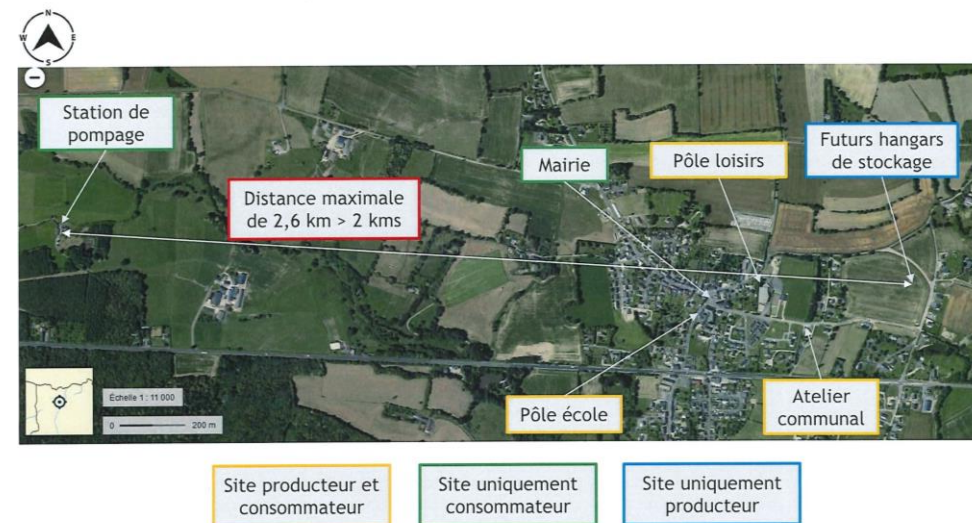 N
W E
S
Station de
pompage
Distance maximale
de 2,6 km > 2 kms
Mairie
Pôle loisirs
Futurs hangars
de stockage
Échelle 1 : 11 000
0 200 m
Pôle école
Atelier
communal
Site producteur et
consommateur
Site uniquement
consommateur
Site uniquement
producteur